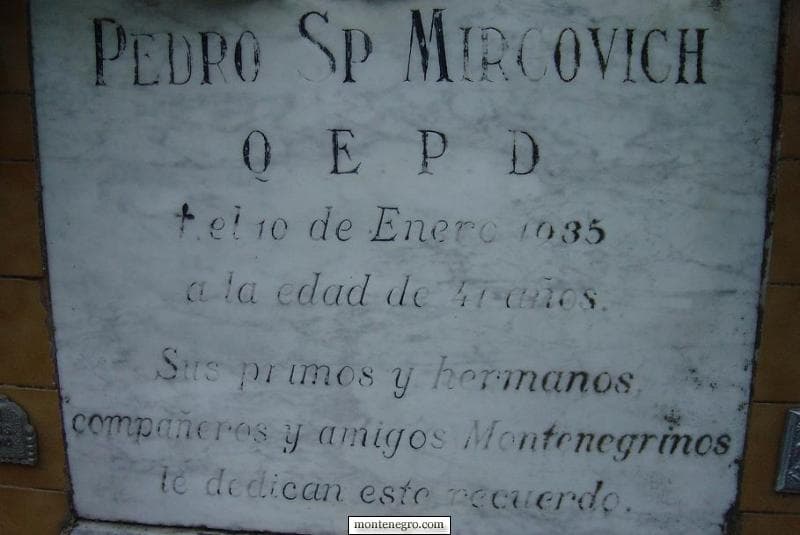 PEDRO SP MIRCOVICH
Q E P D
†. el 10 de Enero 1935
a la edad de 41 años.
Sus primos y hermanos,
compañeros y amigos Montenegrinos
le dedican este recuerdo.
montenegro.com